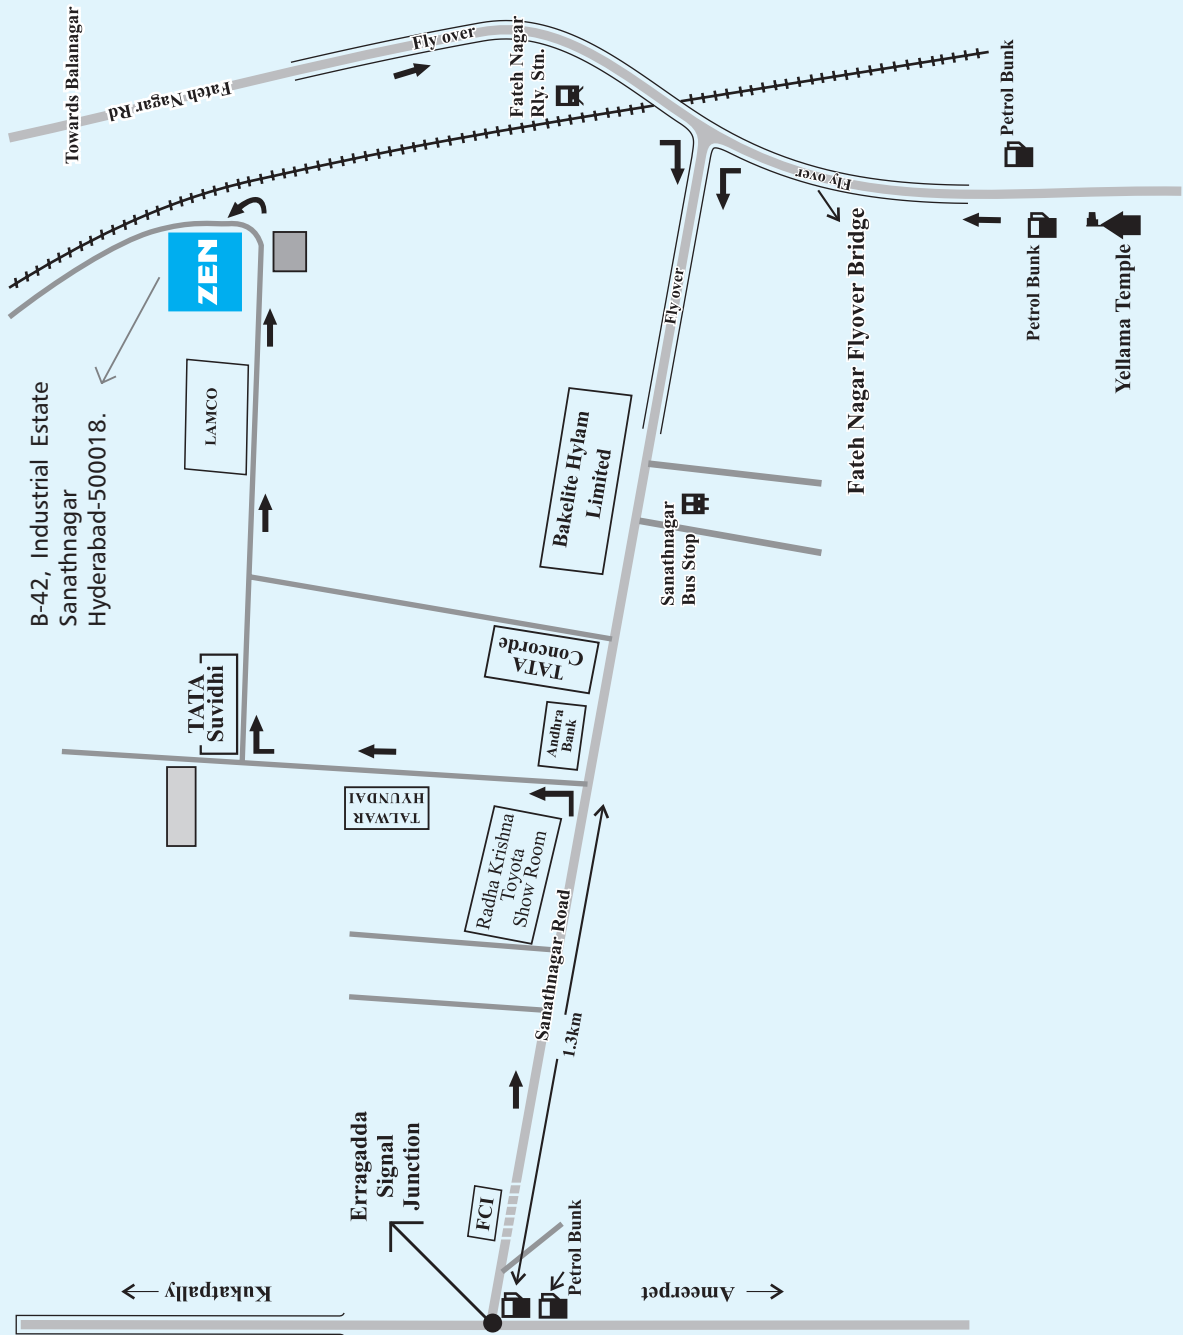 Towards Balanagar
Fateh Nagar Rd
Fly over
Fateh Nagar
Rly. Stn.
Petrol Bunk
Fly over
ZEN
Fly over
Fateh Nagar Flyover Bridge
Petrol Bunk
Yellama Temple
B-42, Industrial Estate
Sanathnagar
Hyderabad-500018.
LAMCO
Bakelite Hylam
Limited
Sanathnagar
Bus Stop
TATA
Suvidhi
TATA
Concorde
Andhra
Bank
TALWAR
HYUNDAI
Radha Krishna
Toyota
Show Room
Sanathnagar Road
1.3km
Erragadda
Signal
Junction
FCI
Petrol Bunk
Kukatpally
Ameerpet